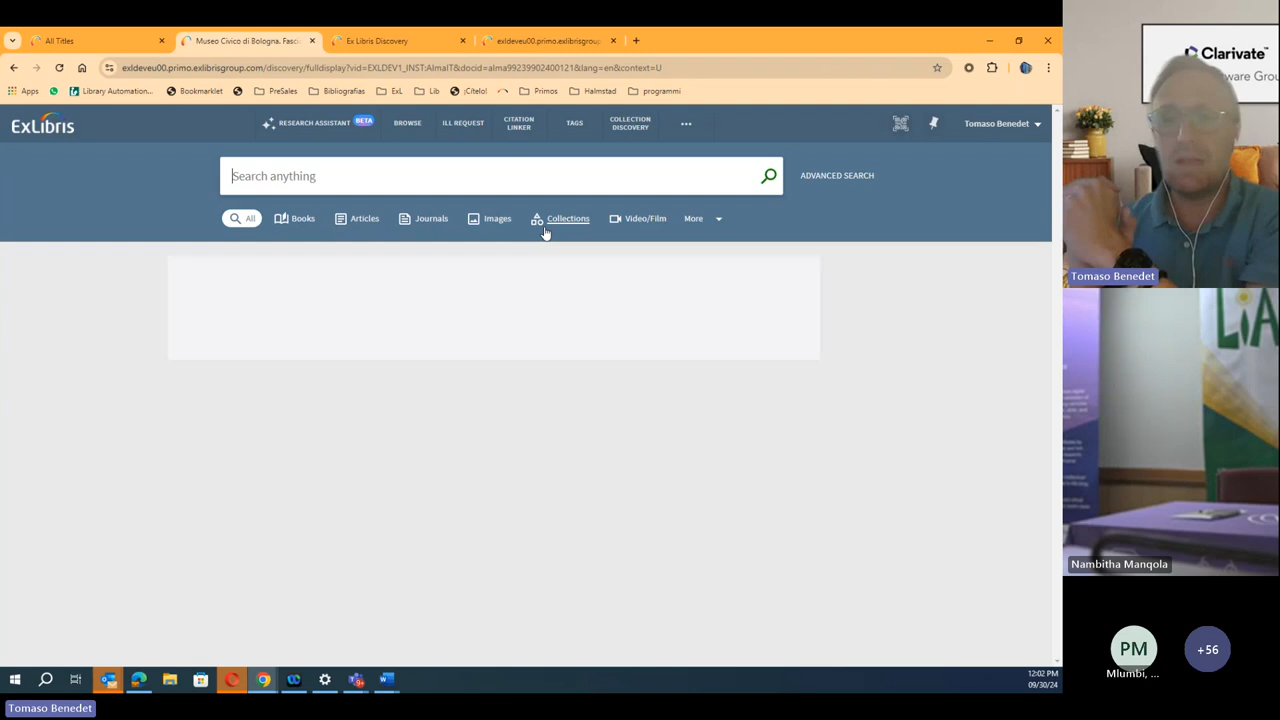 All Titles
Museo Civico di Bologna. Fasci
Ex Libris Discovery
exldeveu00.primo.exlibrisgroup.
exldeveu00.primo.exlibrisgroup.com/discovery/fulldisplay?vid=EXLDEV1_INST:AlmaIT&docid=alma99239902400121&lang=en&context=U
Apps
Library Automation...
Bookmarklet
PreSales
Bibliografias
ExL
Lib
¡Cítelo!
Primos
Halmstad
programmi
ExLibris
RESEARCH ASSISTANT BETA
BROWSE
ILL REQUEST
CITATION
LINKER
TAGS
COLLECTION
DISCOVERY
Tomaso Benedet
Search anything
ADVANCED SEARCH
All
Books
Articles
Journals
Images
Collections
Video/Film
More
12:02 PM
09/30/24
Clarivate™
Tomaso Benedet
LIA
Nambitha Manqola
PM
Mlumbi, ...
+56
Tomaso Benedet